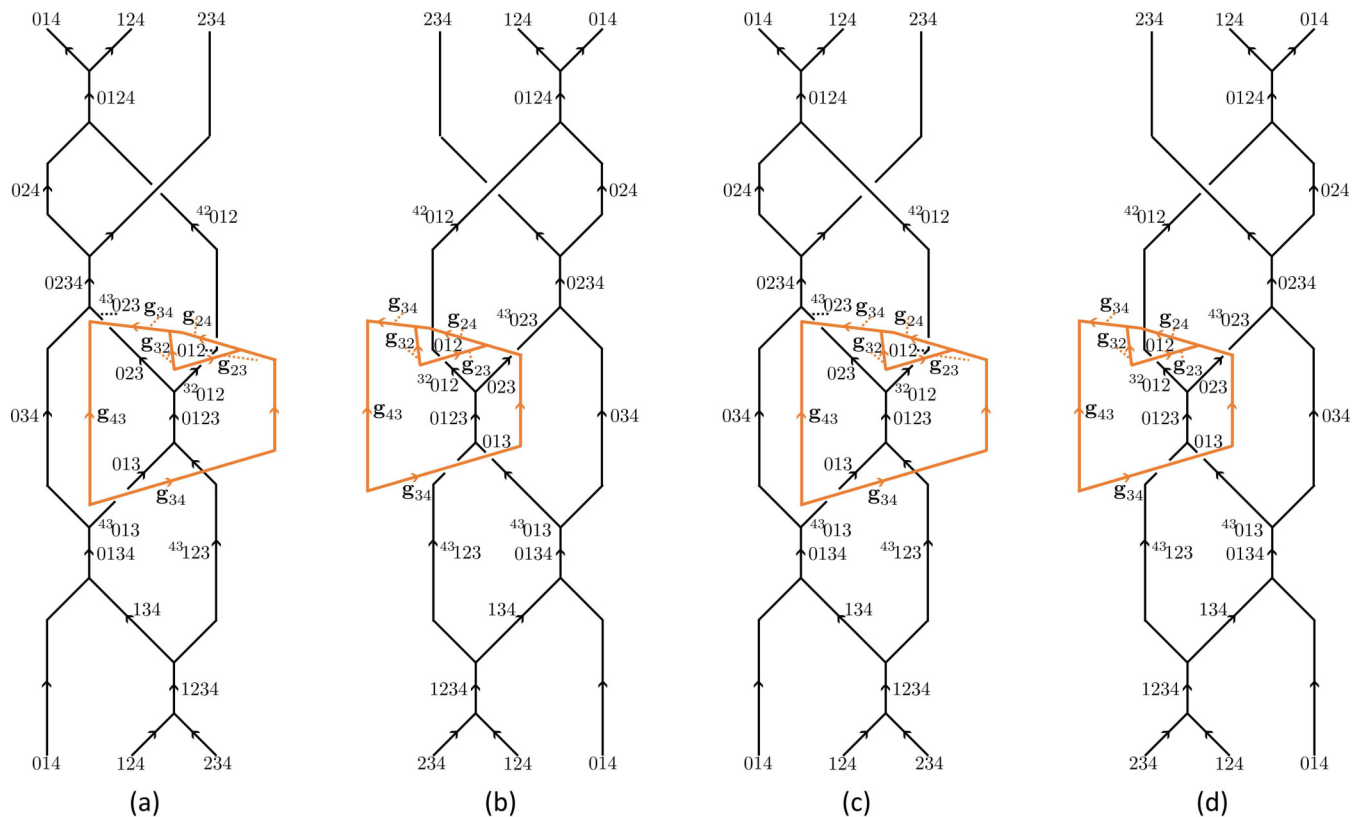 014 124 234
0124
024
⁴²012
0234
⁴³023
g₃₄
g₂₄
g₃₂
012
g₂₃
023
³²012
034
g₄₃
0123
013
g₃₄
⁴³013
0134
⁴³123
134
1234
014 124 234
(a)
234 124 014
0124
024
⁴²012
0234
g₃₄
g₂₄
⁴³023
g₃₂
012
g₂₃
³²012
023
g₄₃
0123
034
013
g₃₄
⁴³013
⁴³123
0134
134
1234
234 124 014
(b)
014 124 234
0124
024
⁴²012
0234
⁴³023
g₃₄
g₂₄
g₃₂
012
g₂₃
023
³²012
034
g₄₃
0123
013
g₃₄
⁴³013
0134
⁴³123
134
1234
014 124 234
(c)
234 124 014
0124
024
⁴²012
0234
g₃₄
g₂₄
⁴³023
g₃₂
012
g₂₃
³²012
023
g₄₃
0123
034
013
g₃₄
⁴³013
⁴³123
0134
134
1234
234 124 014
(d)